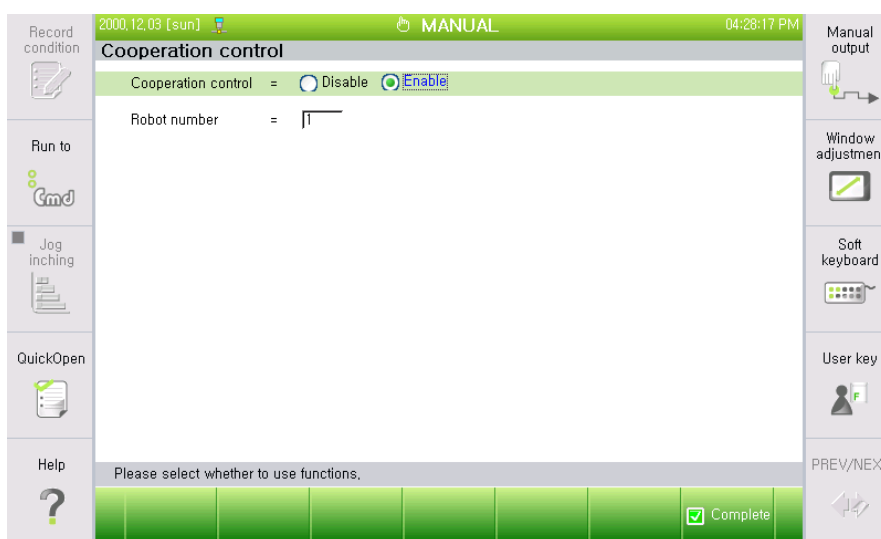 Record
condition
2000,12,03 [sun]
MANUAL
04:28:17 PM
Manual
output
Cooperation control
Cooperation control = Disable Enable
Robot number = 1
Run to
Cmd
Window
adjustmen
Jog
inching
Soft
keyboard
QuickOpen
User key
F
Help
Please select whether to use functions,
PREV/NEX
Complete